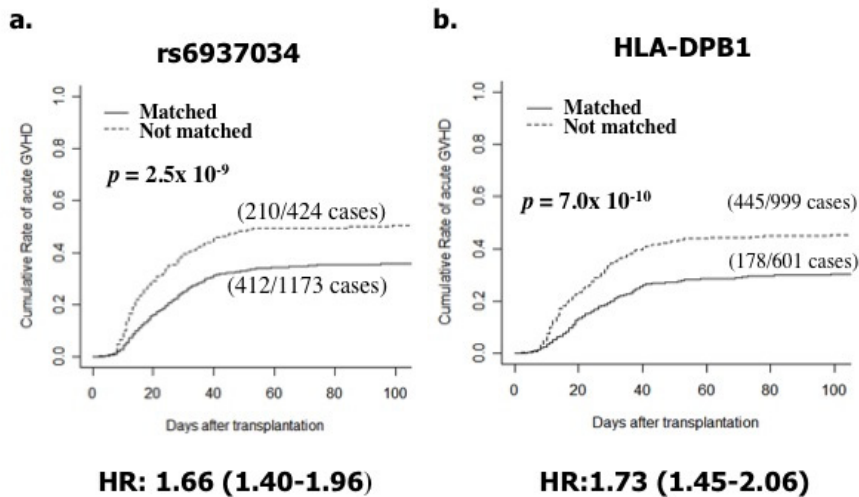 a.
rs6937034
Cumulative Rate of acute GVHD
1.0
0.8
0.6
0.4
0.2
0.0
Matched
Not matched
p = 2.5x 10⁻⁹
(210/424 cases)
(412/1173 cases)
0 20 40 60 80 100
Days after transplantation
HR: 1.66 (1.40-1.96)
b.
HLA-DPB1
Cumulative Rate of acute GVHD
1.0
0.8
0.6
0.4
0.2
0.0
Matched
Not matched
p = 7.0x 10⁻¹⁰
(445/999 cases)
(178/601 cases)
0 20 40 60 80 100
Days after transplantation
HR:1.73 (1.45-2.06)